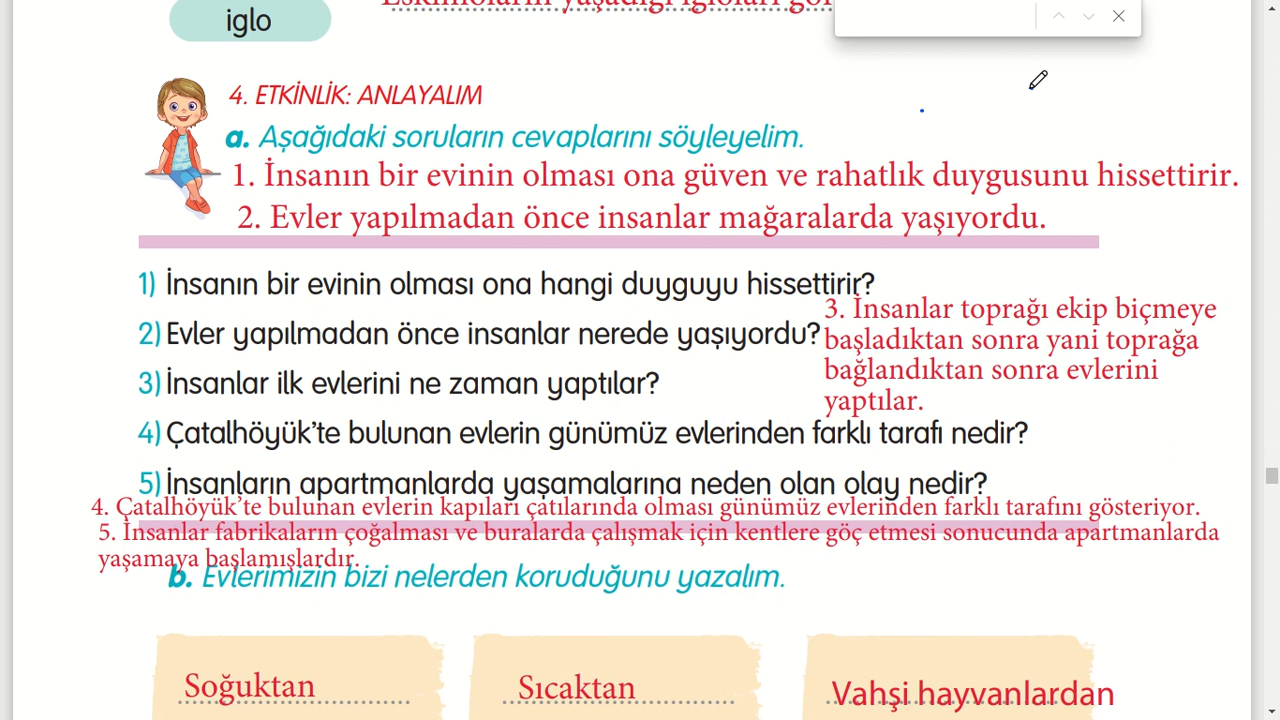 Eskimoların yaşadığı igloları
iglo
4. ETKİNLİK: ANLAYALIM
a. Aşağıdaki soruların cevaplarını söyleyelim.
1. İnsanın bir evinin olması ona güven ve rahatlık duygusunu hissettirir.
2. Evler yapılmadan önce insanlar mağaralarda yaşıyordu.
1) İnsanın bir evinin olması ona hangi duyguyu hissettirir?
2) Evler yapılmadan önce insanlar nerede yaşıyordu?
3. İnsanlar toprağı ekip biçmeye
başladıktan sonra yani toprağa
bağlandıktan sonra evlerini
yaptılar.
3) İnsanlar ilk evlerini ne zaman yaptılar?
4) Çatalhöyük’te bulunan evlerin günümüz evlerinden farklı tarafı nedir?
5) İnsanların apartmanlarda yaşamalarına neden olan olay nedir?
4. Çatalhöyük’te bulunan evlerin kapıları çatılarında olması günümüz evlerinden farklı tarafını gösteriyor.
5. İnsanlar fabrikaların çoğalması ve buralarda çalışmak için kentlere göç etmesi sonucunda apartmanlarda
yaşamaya başlamışlardır.
b. Evlerimizin bizi nelerden koruduğunu yazalım.
Soğuktan
Sıcaktan
Vahşi hayvanlardan